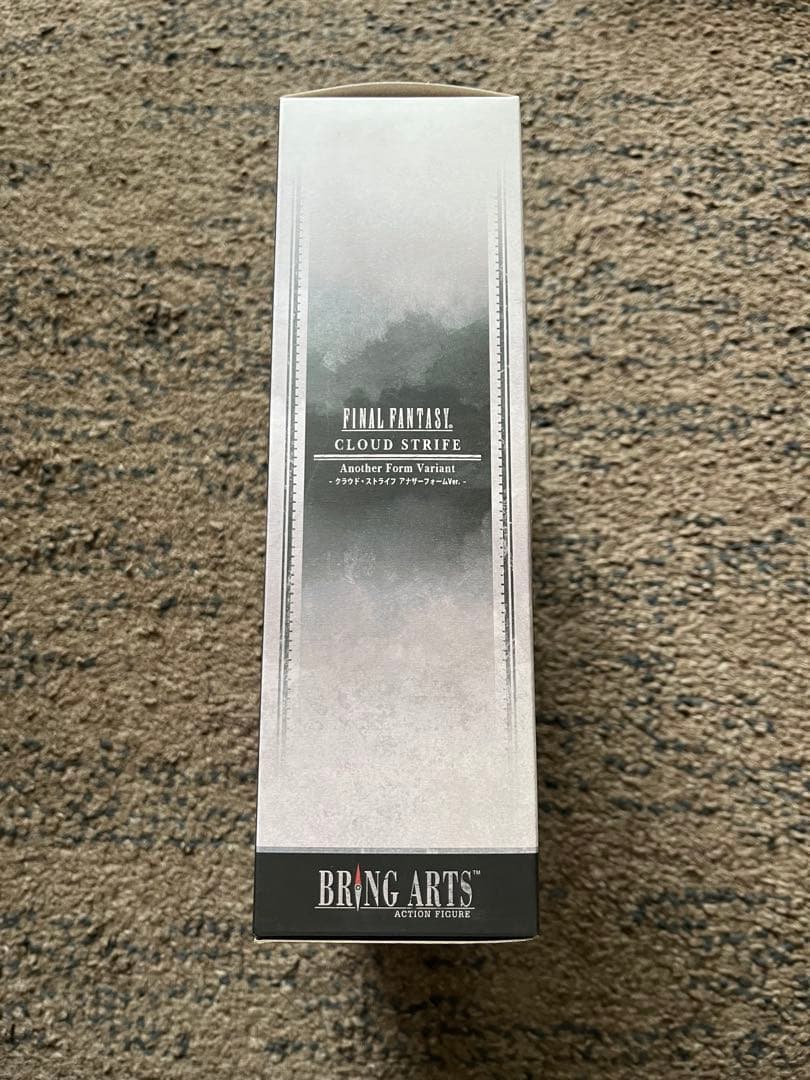 FINAL FANTASY®
CLOUD STRIFE
Another Form Variant
- クラウド・ストライフ アナザーフォームVer. -
BRING ARTS™
ACTION FIGURE